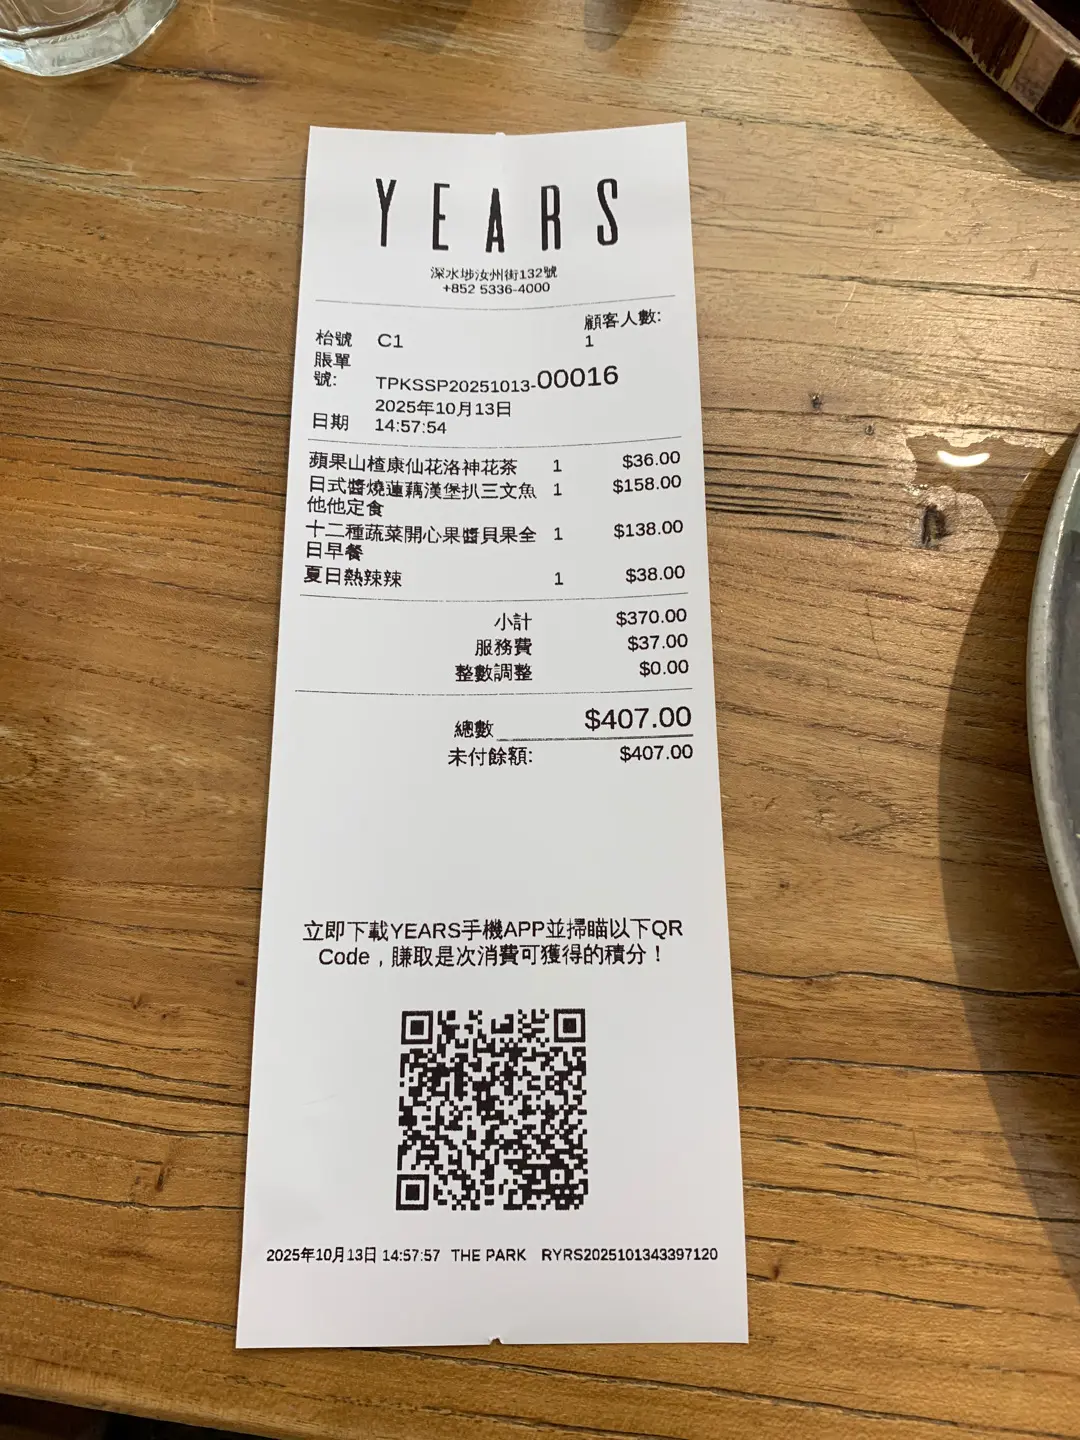 YEARS
深水埗汝州街132號
+852 5336-4000
顧客人數:
枱號 C1 1
賬單
號: TPKSSP20251013-00016
2025年10月13日
日期 14:57:54
蘋果山楂康仙花洛神花茶 1 $36.00
日式醬燒蓮藕漢堡扒三文魚 1 $158.00
他他定食
十二種蔬菜開心果醬貝果全 1 $138.00
日早餐
夏日熱辣辣 1 $38.00
小計 $370.00
服務費 $37.00
整數調整 $0.00
總數 $407.00
未付餘額: $407.00
立即下載YEARS手機APP並掃瞄以下QR
Code，賺取是次消費可獲得的積分！
2025年10月13日 14:57:57 THE PARK RYRS2025101343397120